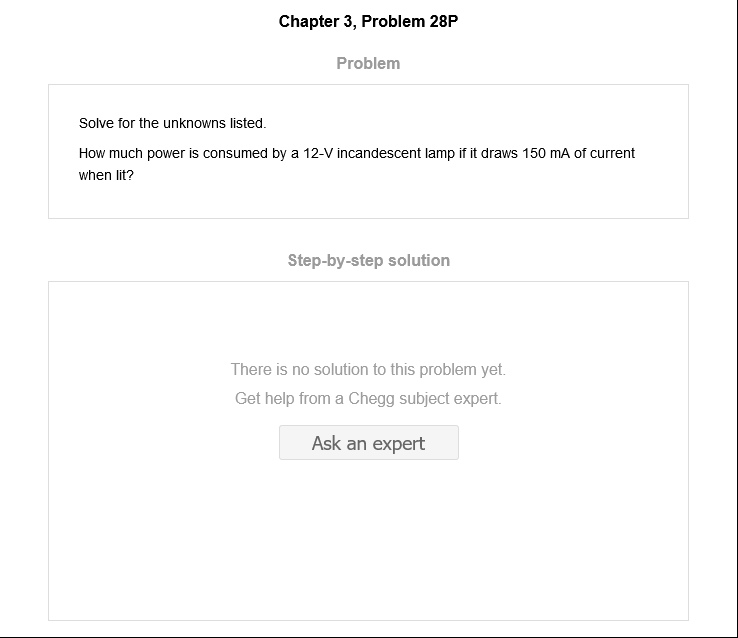 Chapter 3, Problem 28P
Problem
Solve for the unknowns listed.
How much power is consumed by a 12-V incandescent lamp if it draws 150 mA of current
when lit?
Step-by-step solution
There is no solution to this problem yet.
Get help from a Chegg subject expert.
Ask an expert